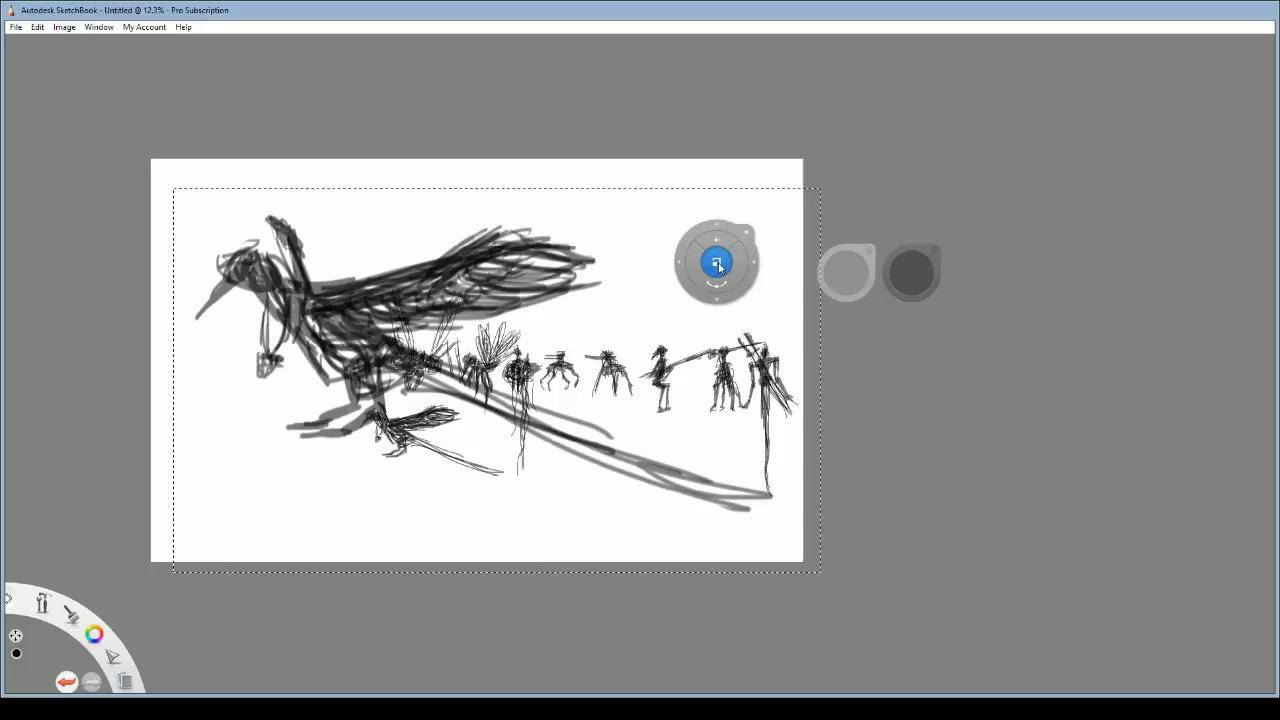 Autodesk SketchBook - Untitled @ 12.3% - Pro Subscription
File Edit Image Window My Account Help